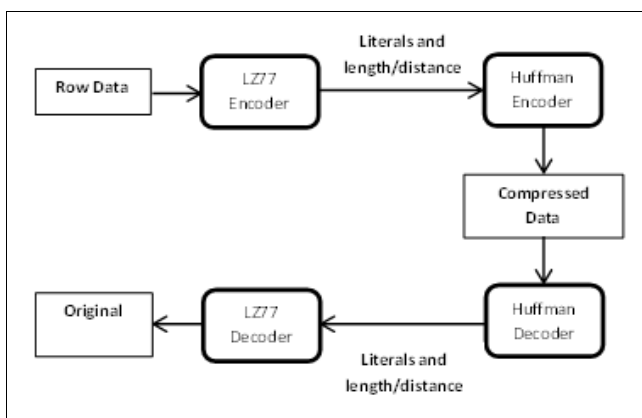 Literals and
length/distance
Row Data
LZ77
Encoder
Huffman
Encoder
Compressed
Data
Original
LZ77
Decoder
Huffman
Decoder
Literals and
length/distance